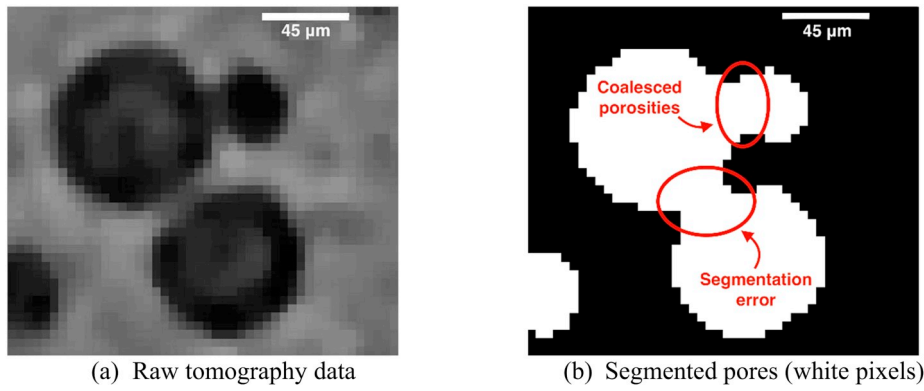 45 µm
45 µm
Coalesced
porosities
Segmentation
error
(a) Raw tomography data
(b) Segmented pores (white pixels)